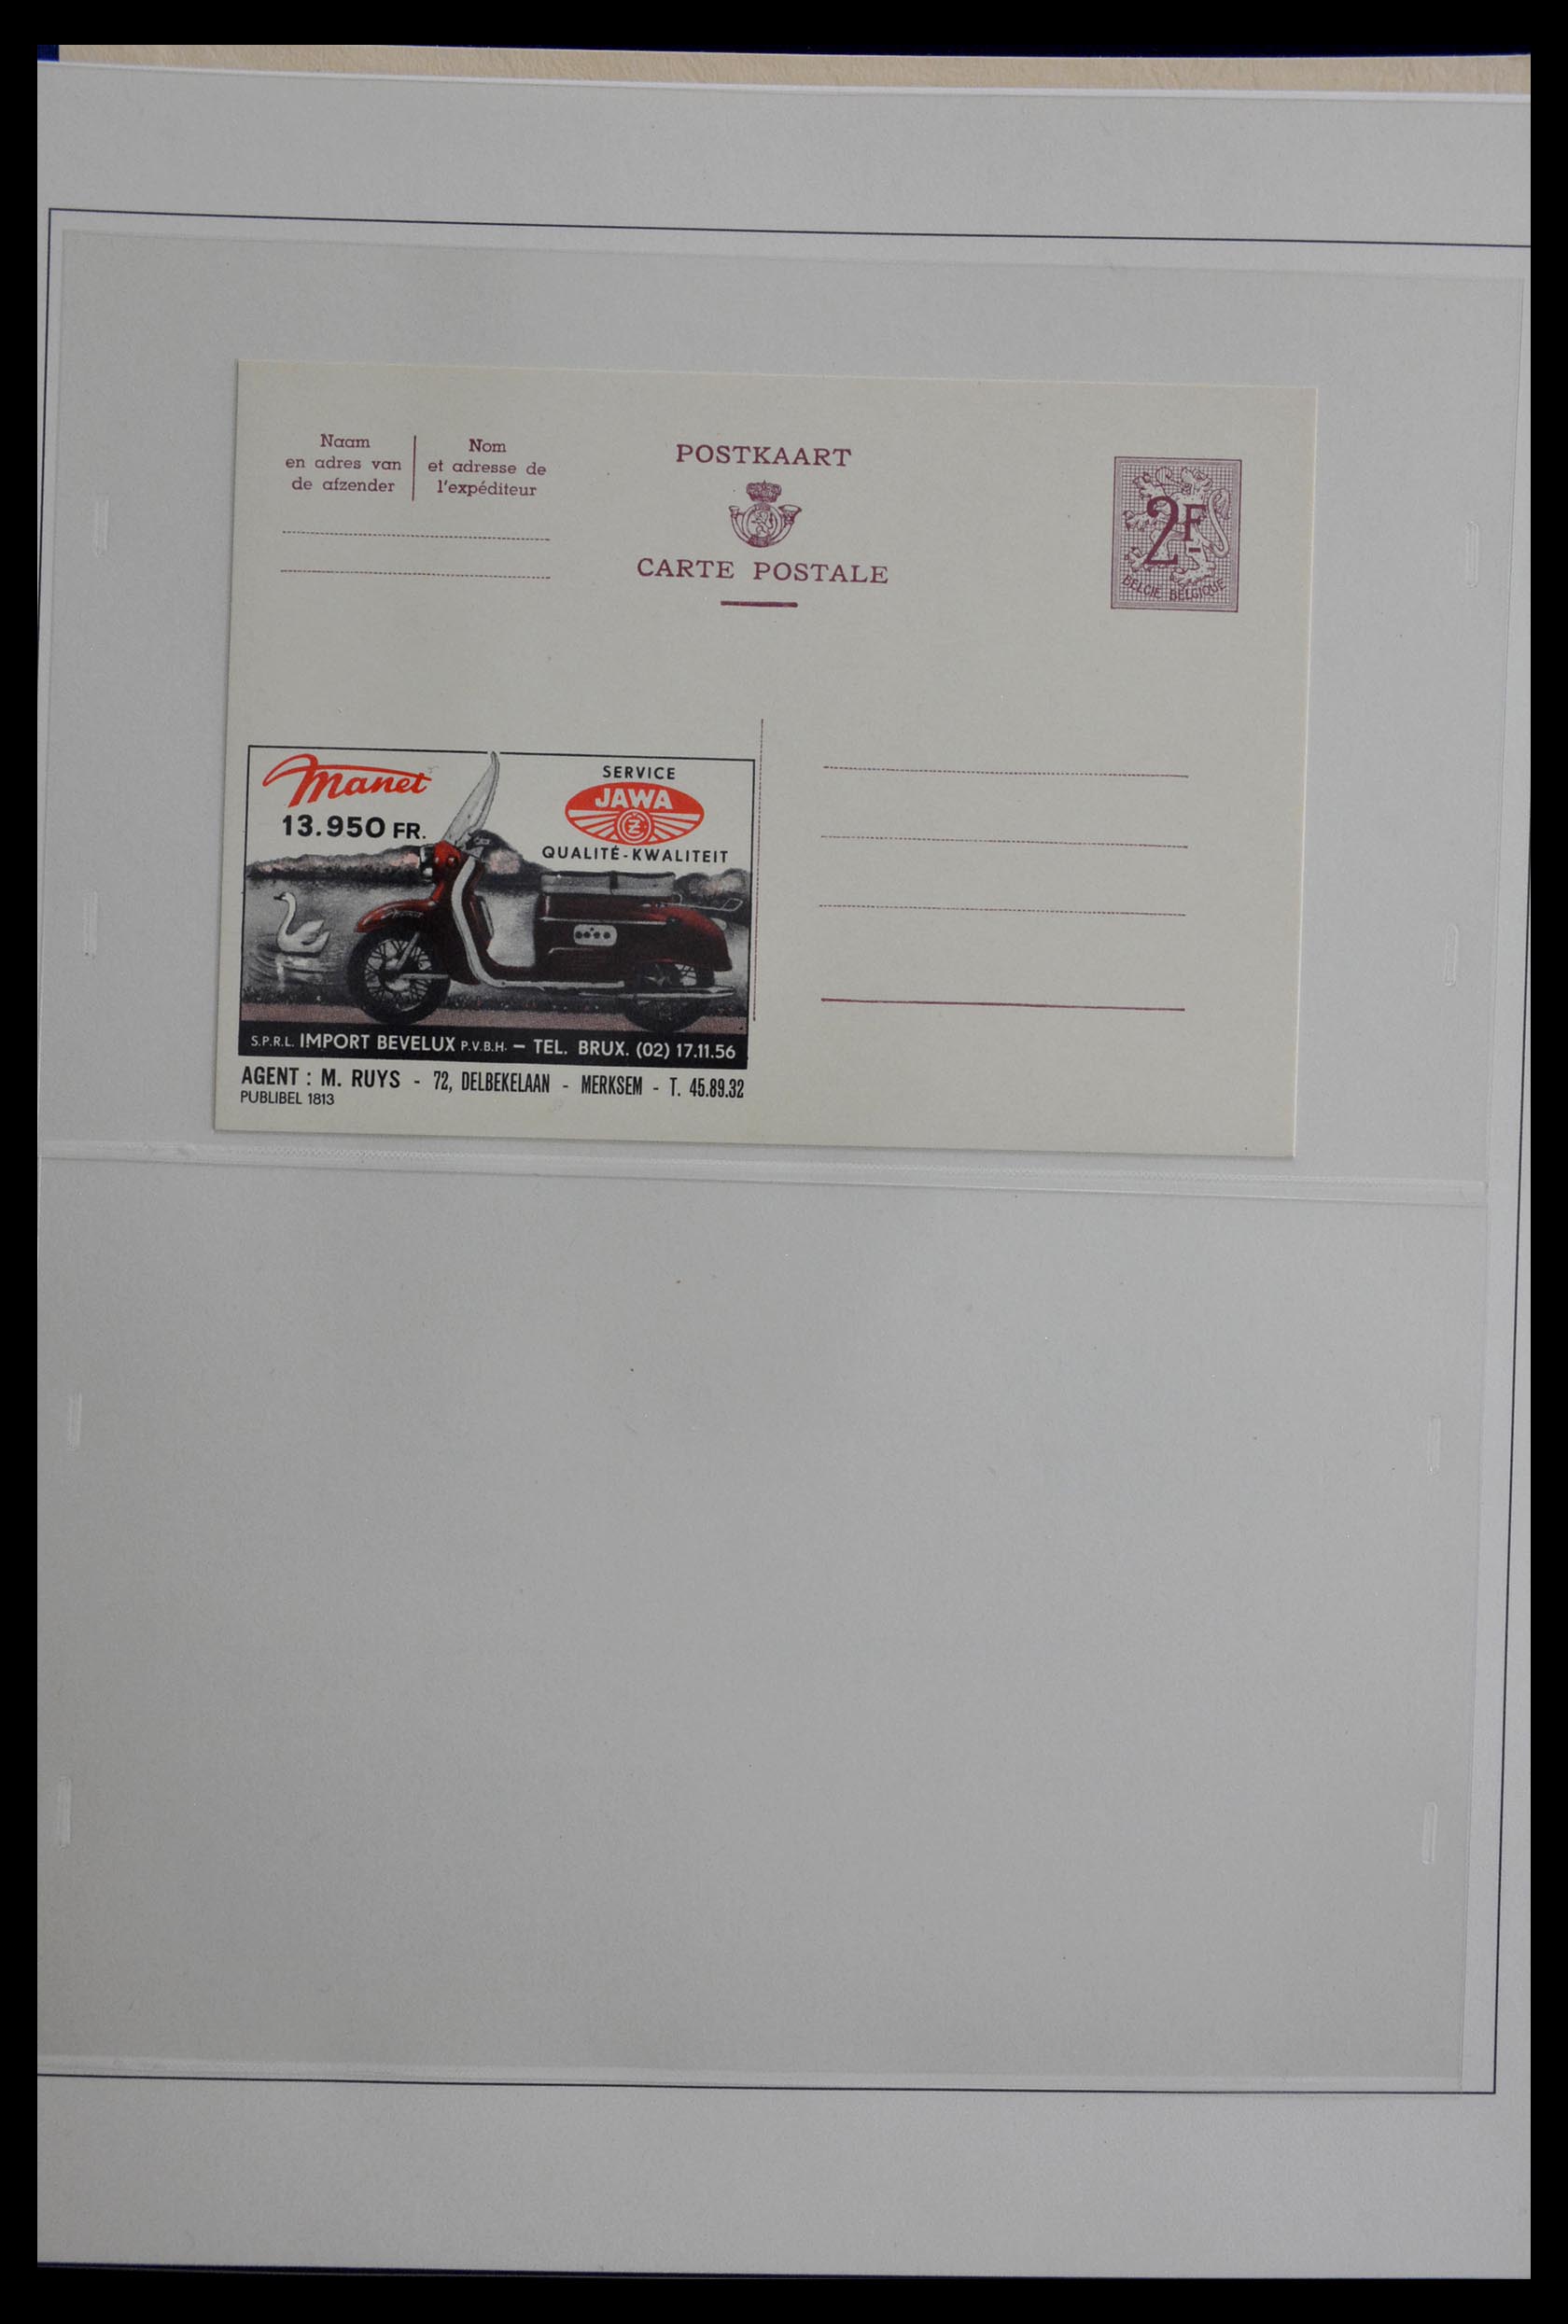 Naam
en adres van
de afzender
Nom
et adresse de
l'expéditeur
POSTKAART
CARTE POSTALE
2F
BELGIE BELGIQUE
Manet
13.950 FR.
SERVICE
JAWA
QUALITÉ-KWALITEIT
S.P.R.L. IMPORT BEVELUX P.V.B.H. — TEL. BRUX. (02) 17.11.56
AGENT : M. RUYS - 72, DELBEKELAAN - MERKSEM - T. 45.89.32
PUBLIBEL 1813